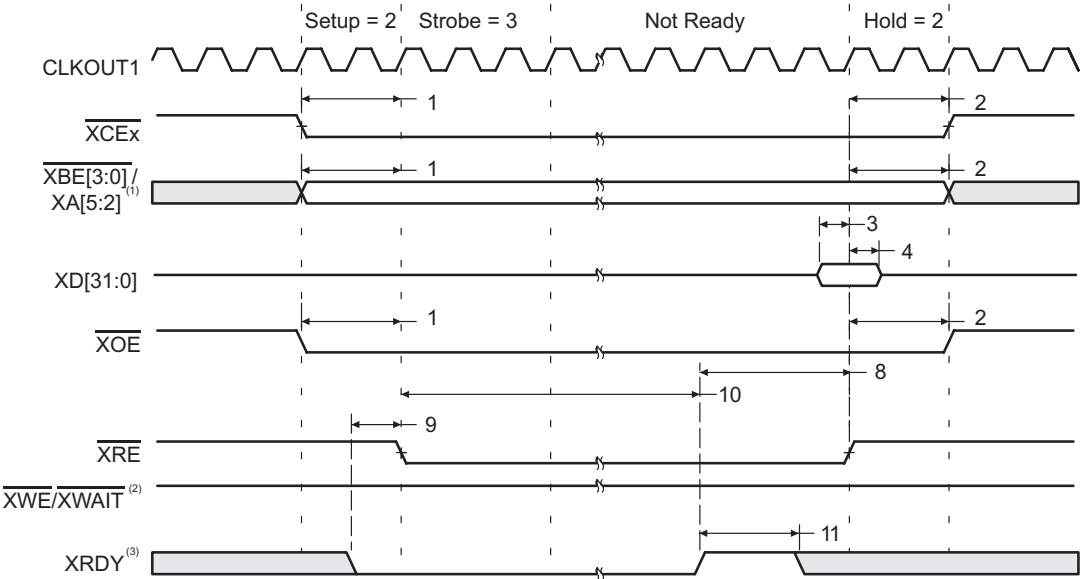 Setup = 2 Strobe = 3 Not Ready Hold = 2
CLKOUT1
1 2
XCEx
XBE[3:0]/ 1 2
XA[5:2](1)
3
4
XD[31:0]
1 2
XOE
8
10
9
XRE
XWE/XWAIT(2)
11
XRDY(3)